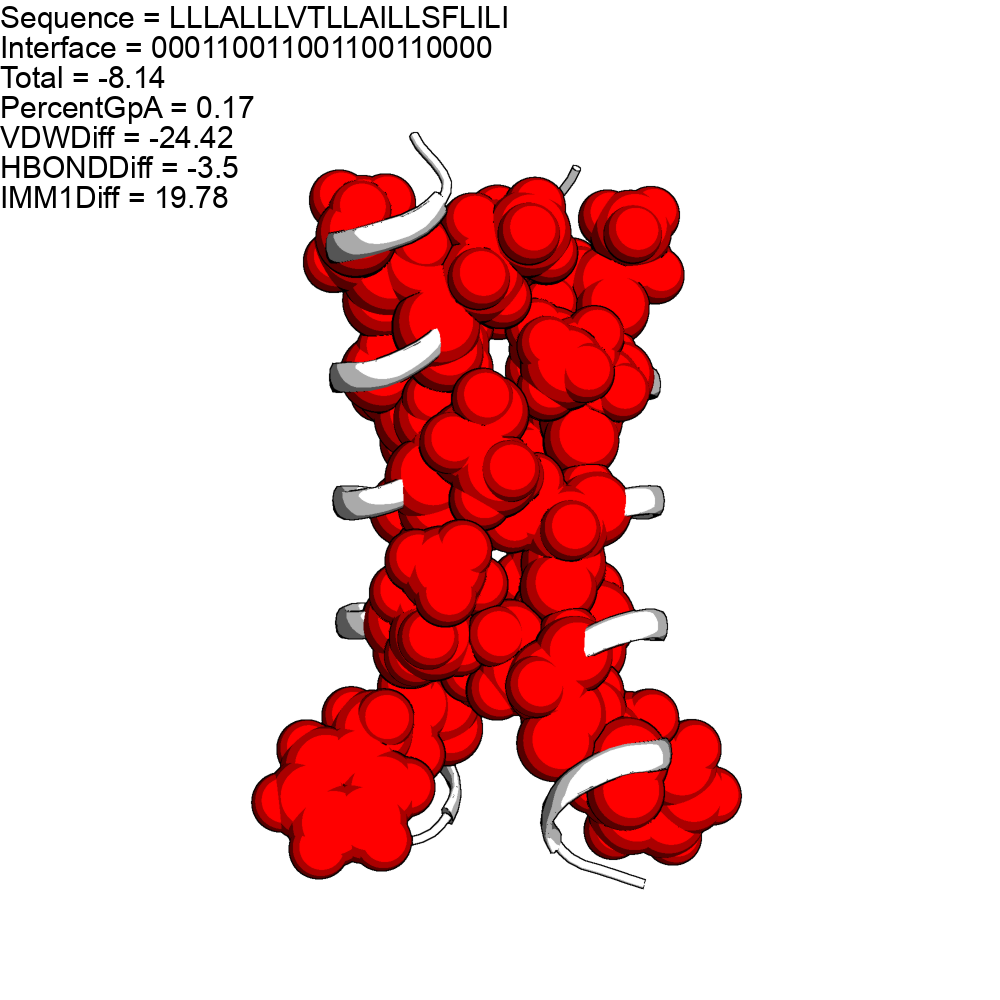 Sequence = LLLALLLVTLLAILLSFLILI
Interface = 000110011001100110000
Total = -8.14
PercentGpA = 0.17
VDWDiff = -24.42
HBONDDiff = -3.5
IMM1Diff = 19.78